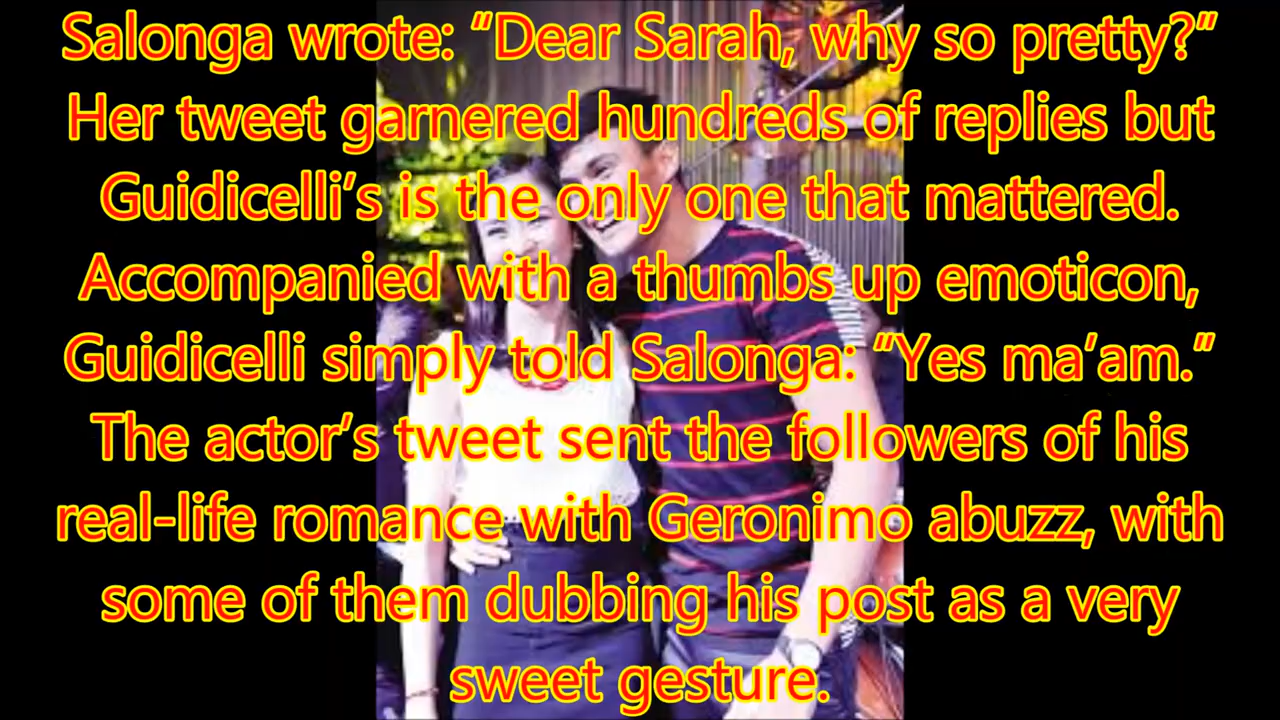 Salonga wrote: “Dear Sarah, why so pretty?”
Her tweet garnered hundreds of replies but
Guidicelli’s is the only one that mattered.
Accompanied with a thumbs up emoticon,
Guidicelli simply told Salonga: “Yes ma’am.”
The actor’s tweet sent the followers of his
real-life romance with Geronimo abuzz, with
some of them dubbing his post as a very
sweet gesture.